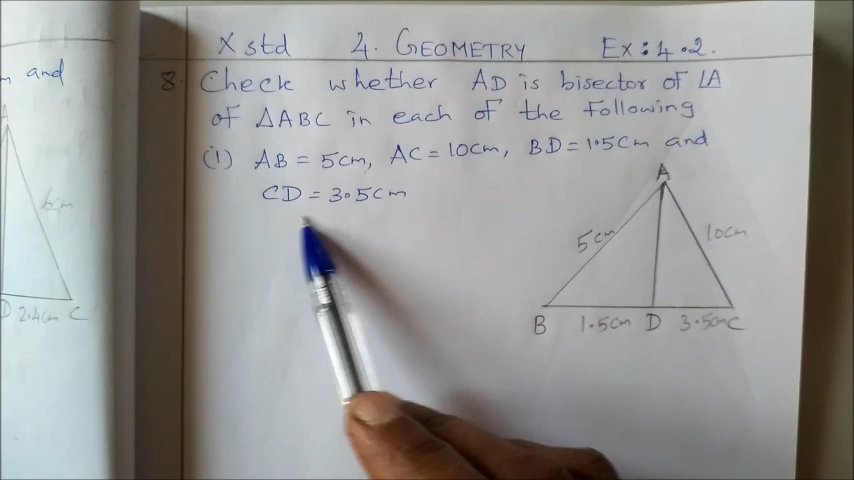 X std 4. GEOMETRY Ex: 4.2.
8. Check whether AD is bisector of ∠A
of △ABC in each of the following
(i) AB = 5cm, AC = 10cm, BD = 1.5cm and
CD = 3.5cm
A
5cm 10cm
B 1.5cm D 3.5cm C
and
A
6cm
D 2.4cm C